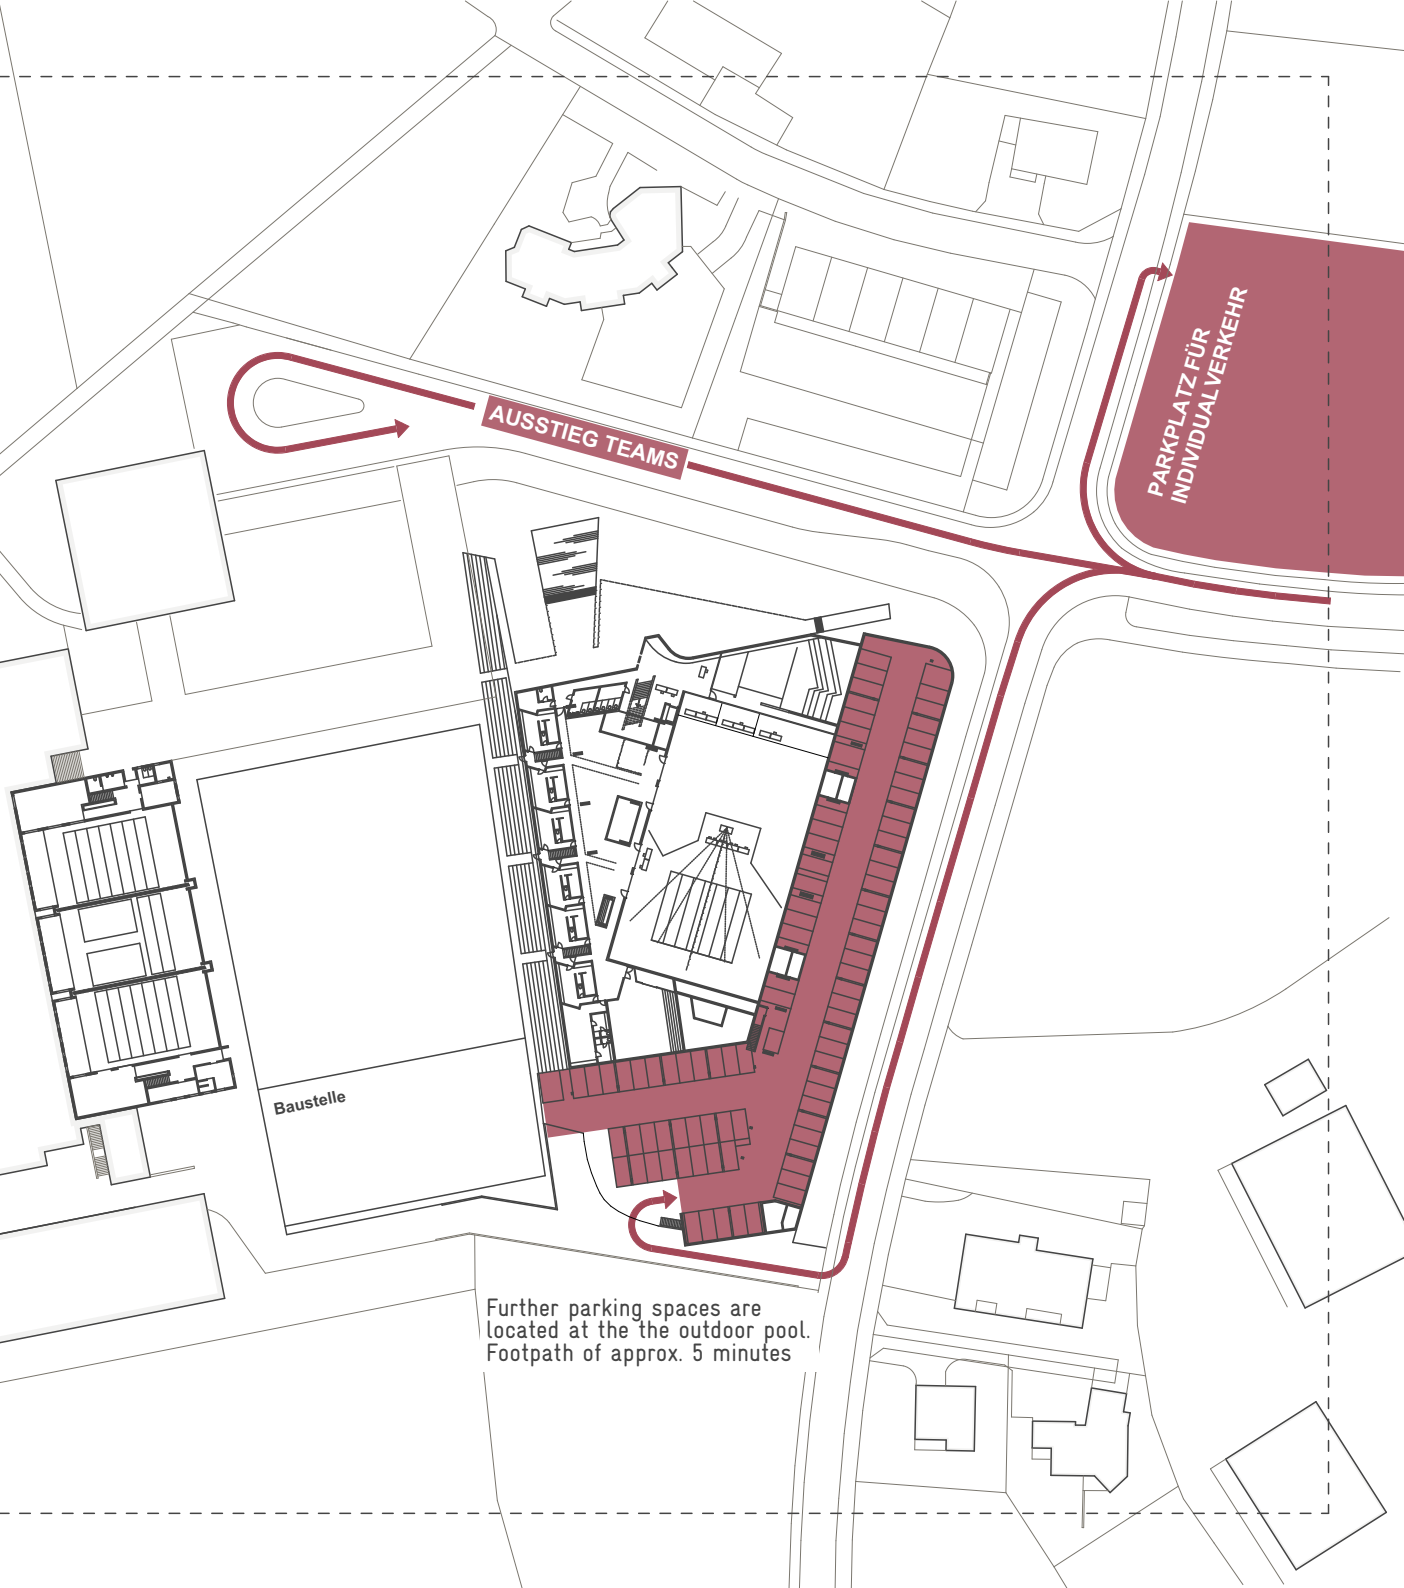 PARKPLATZ FÜR
INDIVIDUALVERKEHR
AUSSTIEG TEAMS
Baustelle
Further parking spaces are
located at the the outdoor pool.
Footpath of approx. 5 minutes